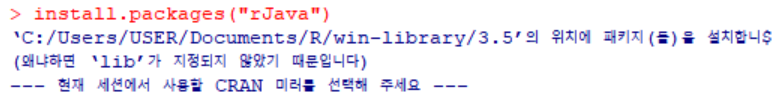 > install.packages("rJava")
‘C:/Users/USER/Documents/R/win-library/3.5’의 위치에 패키지(들)을 설치합니$
(왜냐하면 ‘lib’가 지정되지 않았기 때문입니다)
--- 현재 세션에서 사용할 CRAN 미러를 선택해 주세요 ---